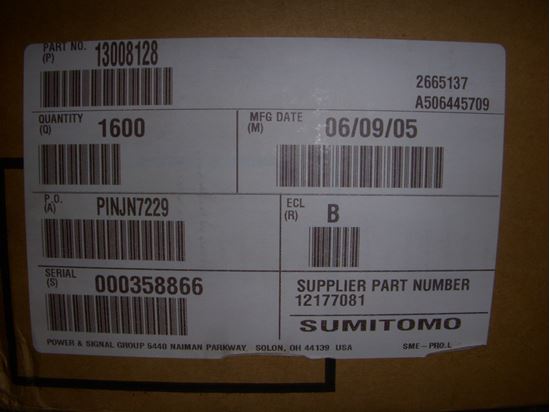 PART NO. 13008128
(P)
2665137
A506445709
QUANTITY 1600
(Q)
MFG DATE 06/09/05
(M)
P.O. PINJN7229
(A)
ECL B
(R)
SERIAL 000358866
(S)
SUPPLIER PART NUMBER
12177081
SUMITOMO
POWER & SIGNAL GROUP 5440 NAIMAN PARKWAY SOLON, OH 44139 USA SME-PRO.L